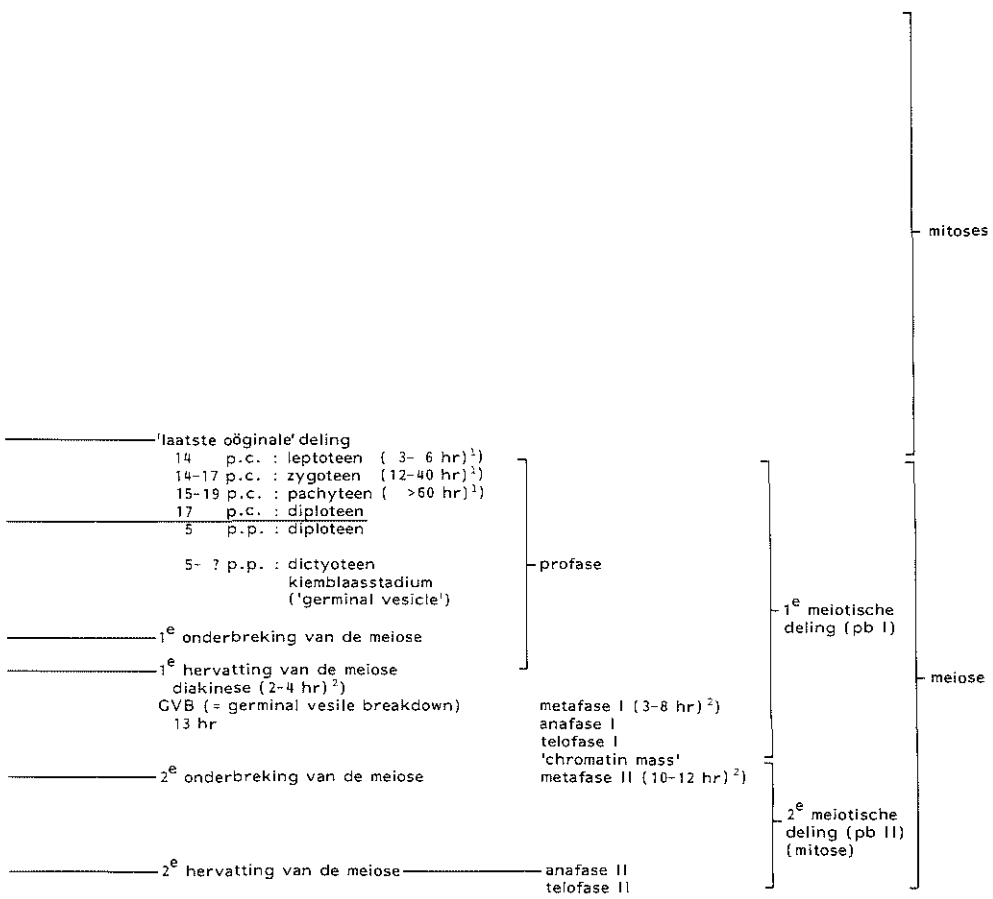 mitoses
'laatste oöginale' deling
14 p.c. : leptoteen ( 3- 6 hr)¹)
14-17 p.c. : zygoteen (12-40 hr)¹)
15-19 p.c. : pachyteen ( >60 hr)¹)
17 p.c. : diploteen
5 p.p. : diploteen
5- ? p.p. : dictyoteen
kiemblaasstadium
('germinal vesicle')
profase
1e onderbreking van de meiose
1e meiotische
deling (pb I)
1e hervatting van de meiose
diakinese (2-4 hr)²)
meiose
GVB (= germinal vesile breakdown)
13 hr
metafase I (3-8 hr)²)
anafase I
telofase I
'chromatin mass'
2e onderbreking van de meiose
metafase II (10-12 hr)²)
2e meiotische
deling (pb II)
(mitose)
2e hervatting van de meiose
anafase II
telofase II